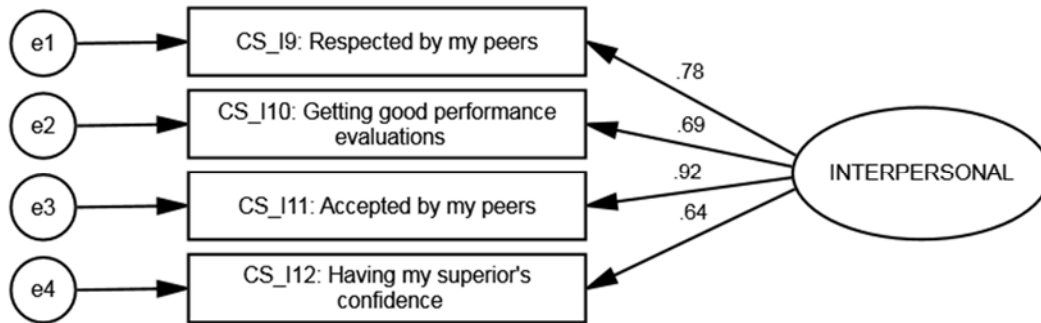 e1
CS_I9: Respected by my peers
.78
e2
CS_I10: Getting good performance
evaluations
.69
INTERPERSONAL
e3
CS_I11: Accepted by my peers
.92
e4
CS_I12: Having my superior's
confidence
.64